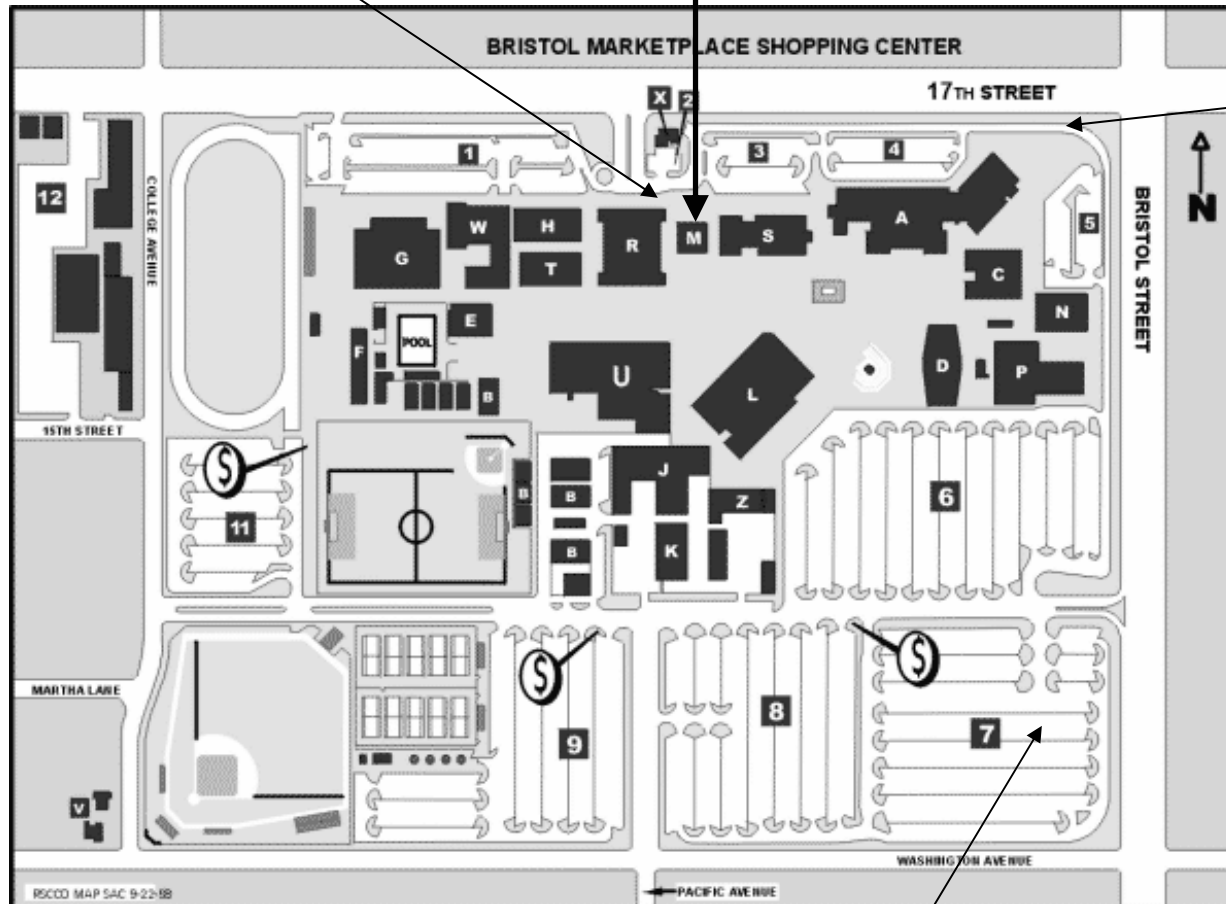 BRISTOL MARKETPLACE SHOPPING CENTER
17TH STREET
X
2
1
3
4
12
COLLEGE AVENUE
N
5
BRISTOL STREET
W
H
R
M
S
A
G
T
C
N
E
F
POOL
U
D
P
L
B
15TH STREET
$
J
6
B
B
Z
11
K
B
$
$
MARTHA LANE
8
7
9
V
WASHINGTON AVENUE
RSCCD MAP SAC 9-22-98
PACIFIC AVENUE